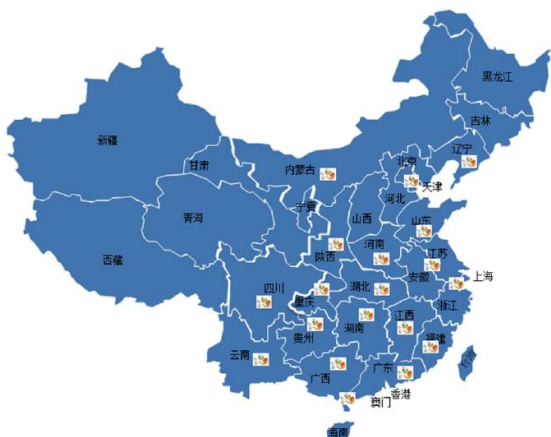 黑龙江
吉林
辽宁
新疆
甘肃
内蒙古
北京
天津
河北
宁夏
山西
山东
青海
陕西
河南
江苏
西藏
安徽
上海
四川
重庆
湖北
浙江
湖南
江西
贵州
福建
云南
广西
广东
台湾
香港
澳门
海南